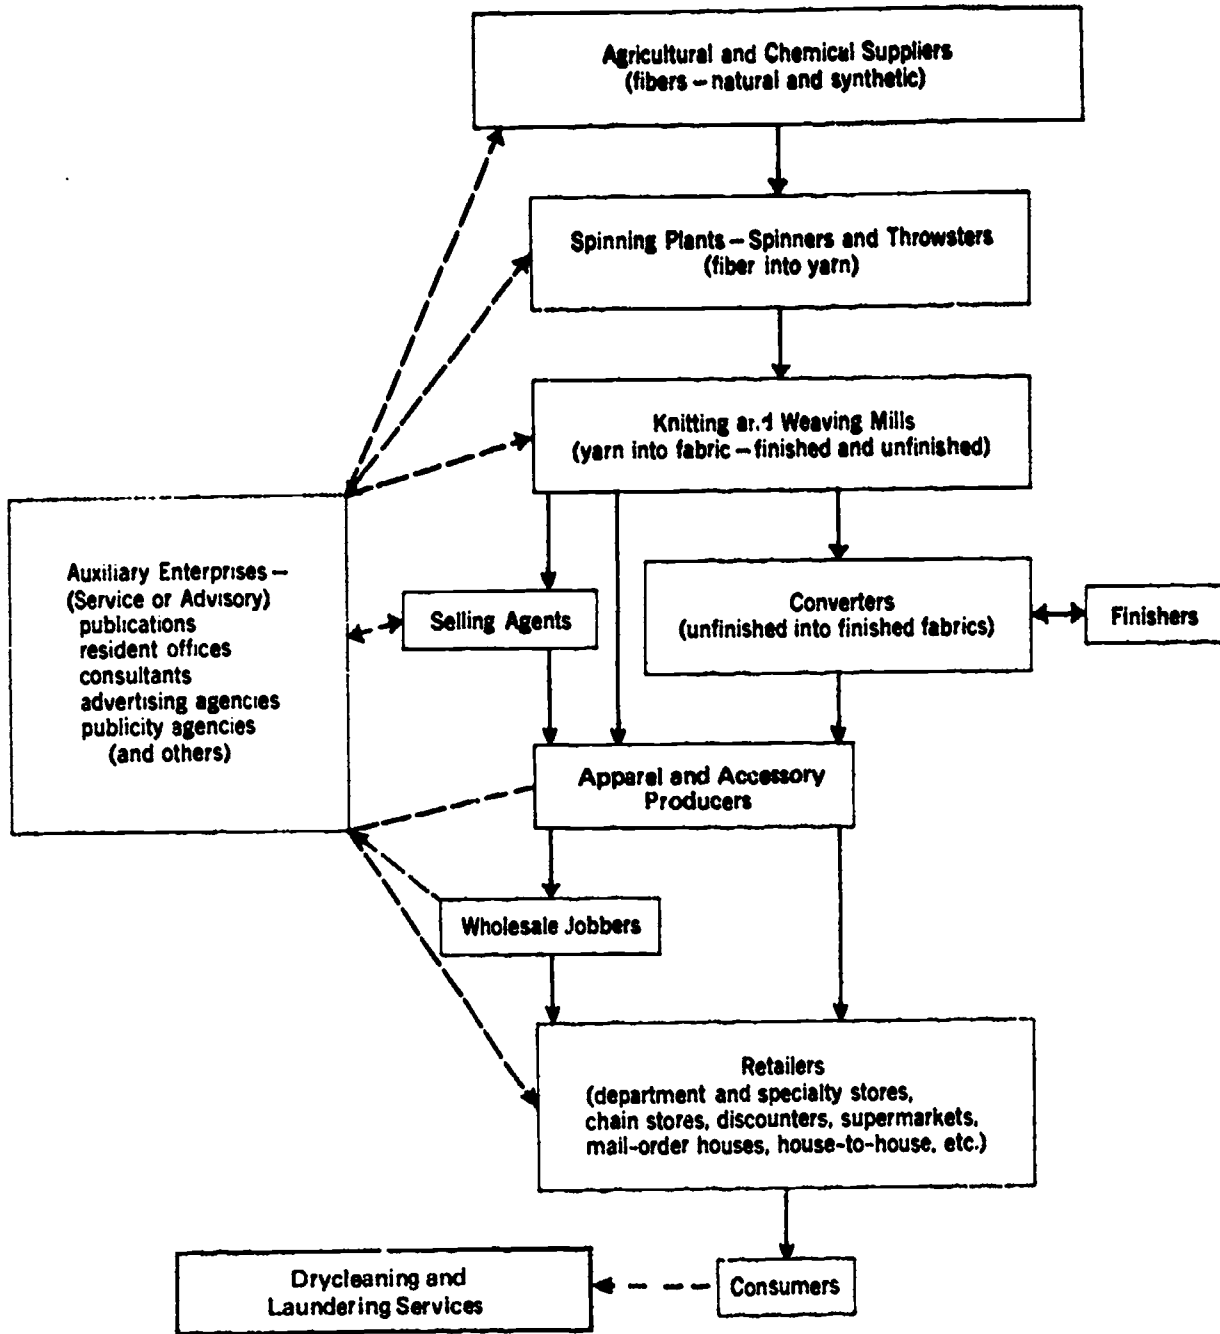 Agricultural and Chemical Suppliers
(fibers – natural and synthetic)
Spinning Plants – Spinners and Throwsters
(fiber into yarn)
Knitting and Weaving Mills
(yarn into fabric – finished and unfinished)
Auxiliary Enterprises –
(Service or Advisory)
publications
resident offices
consultants
advertising agencies
publicity agencies
(and others)
Selling Agents
Converters
(unfinished into finished fabrics)
Finishers
Apparel and Accessory
Producers
Wholesale Jobbers
Retailers
(department and specialty stores,
chain stores, discounters, supermarkets,
mail-order houses, house-to-house, etc.)
Drycleaning and
Laundering Services
Consumers